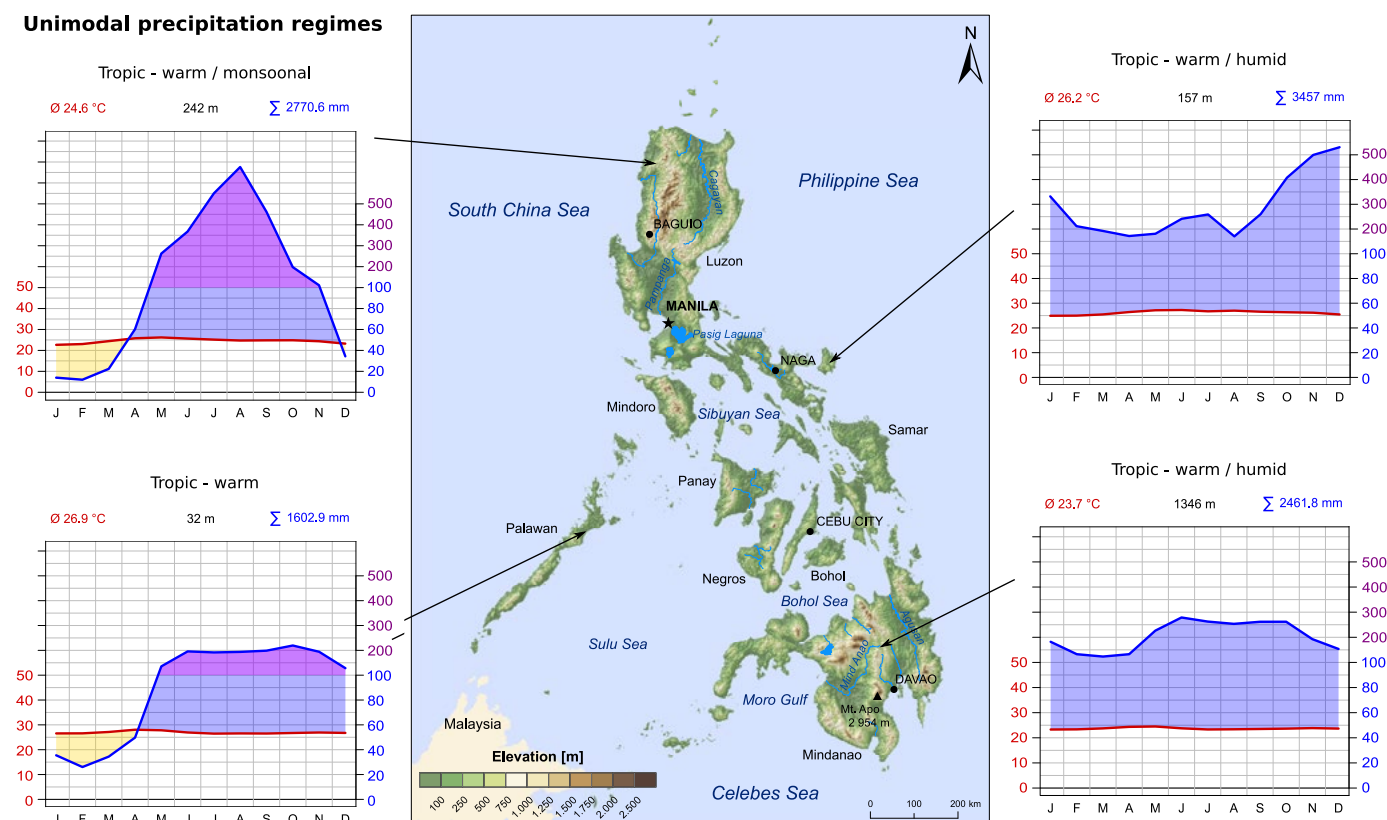 Unimodal precipitation regimes
Tropic - warm / monsoonal
Ø 24.6 °C 242 m ∑ 2770.6 mm
500
400
300
200
50 100
40 80
30 60
20 40
10 20
0 0
J F M A M J J A S O N D
Tropic - warm
Ø 26.9 °C 32 m ∑ 1602.9 mm
500
400
300
200
50 100
40 80
30 60
20 40
10 20
0 0
J F M A M J J A S O N D
N
Philippine Sea
South China Sea
Cagayan
BAGUIO
Luzon
Pampanga
MANILA
Pasig Laguna
NAGA
Mindoro
Sibuyan Sea
Samar
Panay
Palawan
CEBU CITY
Negros
Bohol
Bohol Sea
Agusan
Sulu Sea
Mind Anao
DAVAO
Moro Gulf
Mt. Apo
2 954 m
Malaysia
Mindanao
Elevation [m]
100 250 500 750 1.000 1.250 1.500 1.750 2.000 2.500
Celebes Sea
0 100 200 km
Tropic - warm / humid
Ø 26.2 °C 157 m ∑ 3457 mm
500
400
300
200
50 100
40 80
30 60
20 40
10 20
0 0
J F M A M J J A S O N D
Tropic - warm / humid
Ø 23.7 °C 1346 m ∑ 2461.8 mm
500
400
300
200
50 100
40 80
30 60
20 40
10 20
0 0
J F M A M J J A S O N D